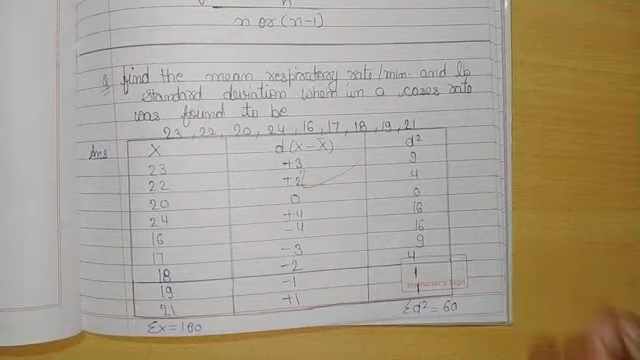 n
n or (n-1)
Q find the mean respiratory rate/min. and its
standard deviation when in a cases rate
was found to be
23, 22, 20, 24, 16, 17, 18, 19, 21
Ans X d(x-x̄) d²
23 +3 9
22 +2 4
20 0 0
24 +4 16
16 -4 16
17 -3 9
18 -2 4
19 -1 1
21 +1
Σx=180 Σd²=60